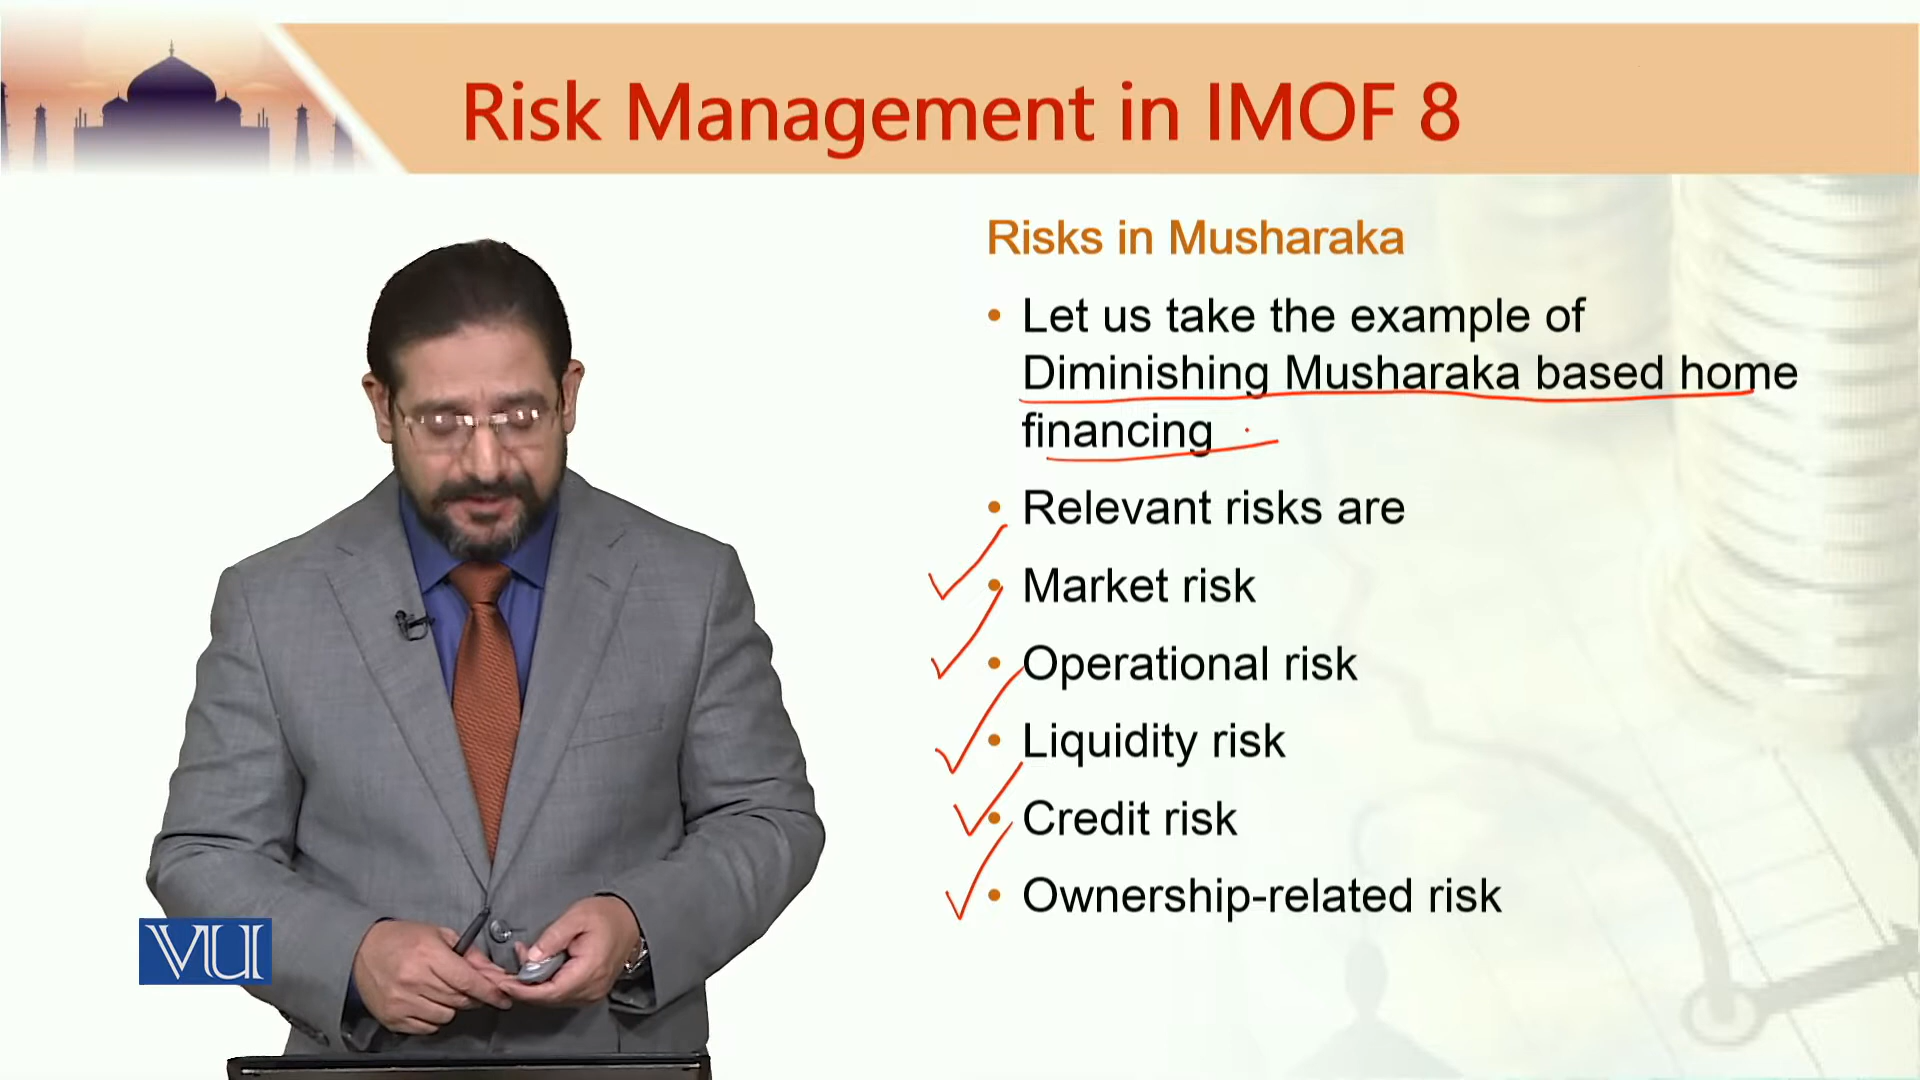 Risk Management in IMOF 8
Risks in Musharaka
• Let us take the example of
Diminishing Musharaka based home
financing
• Relevant risks are
• Market risk
• Operational risk
• Liquidity risk
• Credit risk
• Ownership-related risk
VU